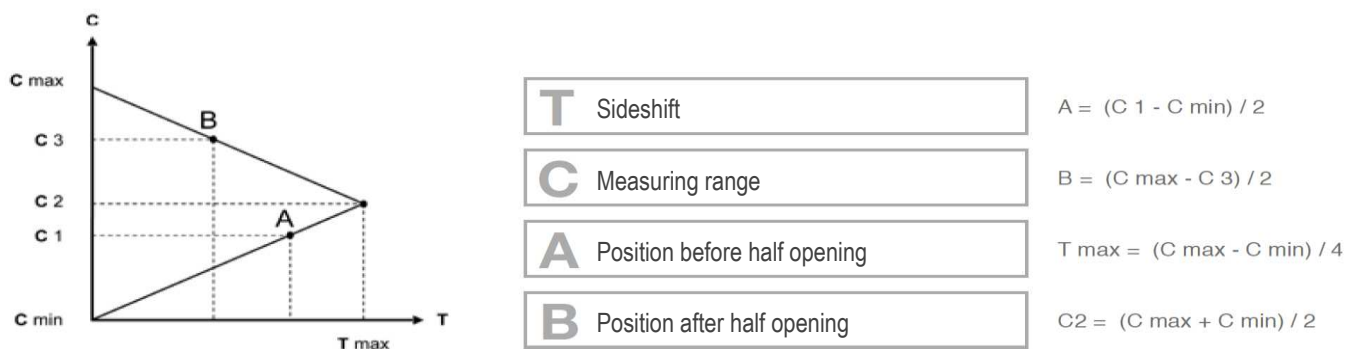 C
C max
B
C 3
C 2
A
C 1
C min
T
T max
T Sideshift
A = (C 1 - C min) / 2
C Measuring range
B = (C max - C 3) / 2
A Position before half opening
T max = (C max - C min) / 4
B Position after half opening
C2 = (C max + C min) / 2